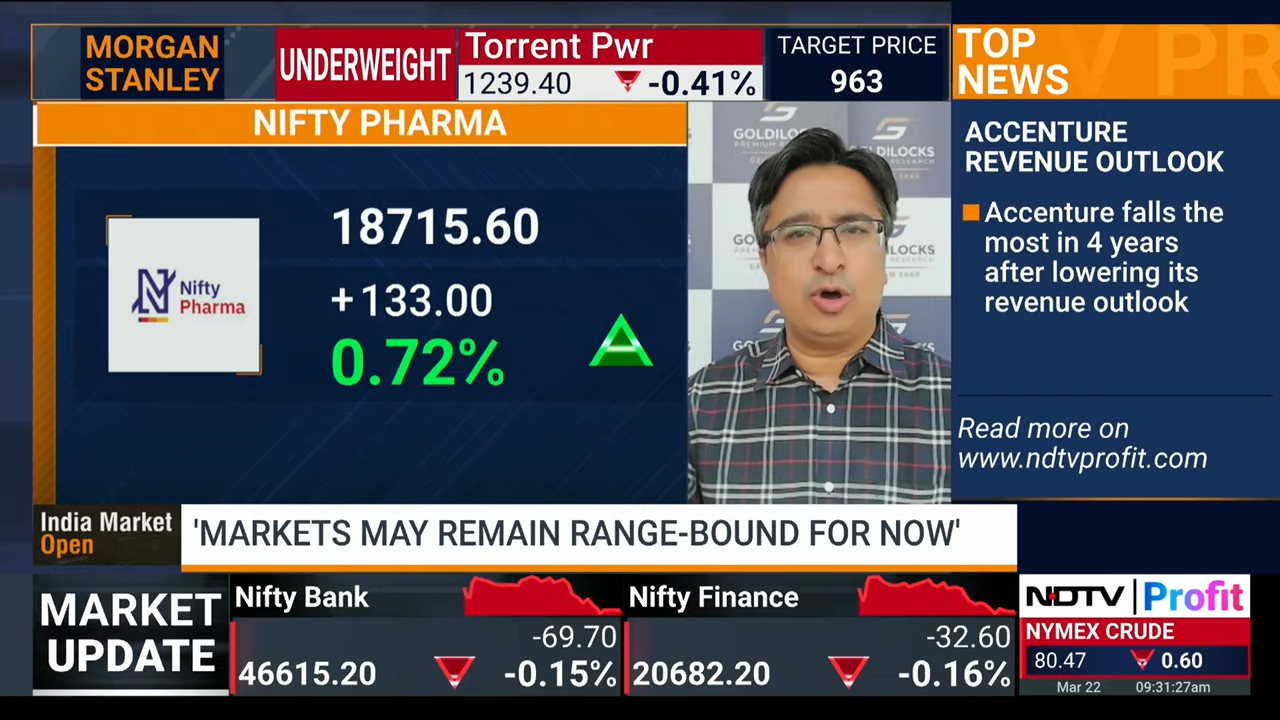 MORGAN
STANLEY
UNDERWEIGHT
Torrent Pwr
1239.40 -0.41%
TARGET PRICE
963
TOP
NEWS
NIFTY PHARMA
Nifty
Pharma
18715.60
+133.00
0.72%
GOLDILOCKS
PREMIUM RESEARCH
ACCENTURE
REVENUE OUTLOOK
Accenture falls the
most in 4 years
after lowering its
revenue outlook
Read more on
www.ndtvprofit.com
India Market
Open
'MARKETS MAY REMAIN RANGE-BOUND FOR NOW'
MARKET
UPDATE
Nifty Bank
-69.70
46615.20 -0.15%
Nifty Finance
-32.60
20682.20 -0.16%
NDTV Profit
NYMEX CRUDE
80.47 0.60
Mar 22 09:31:27am